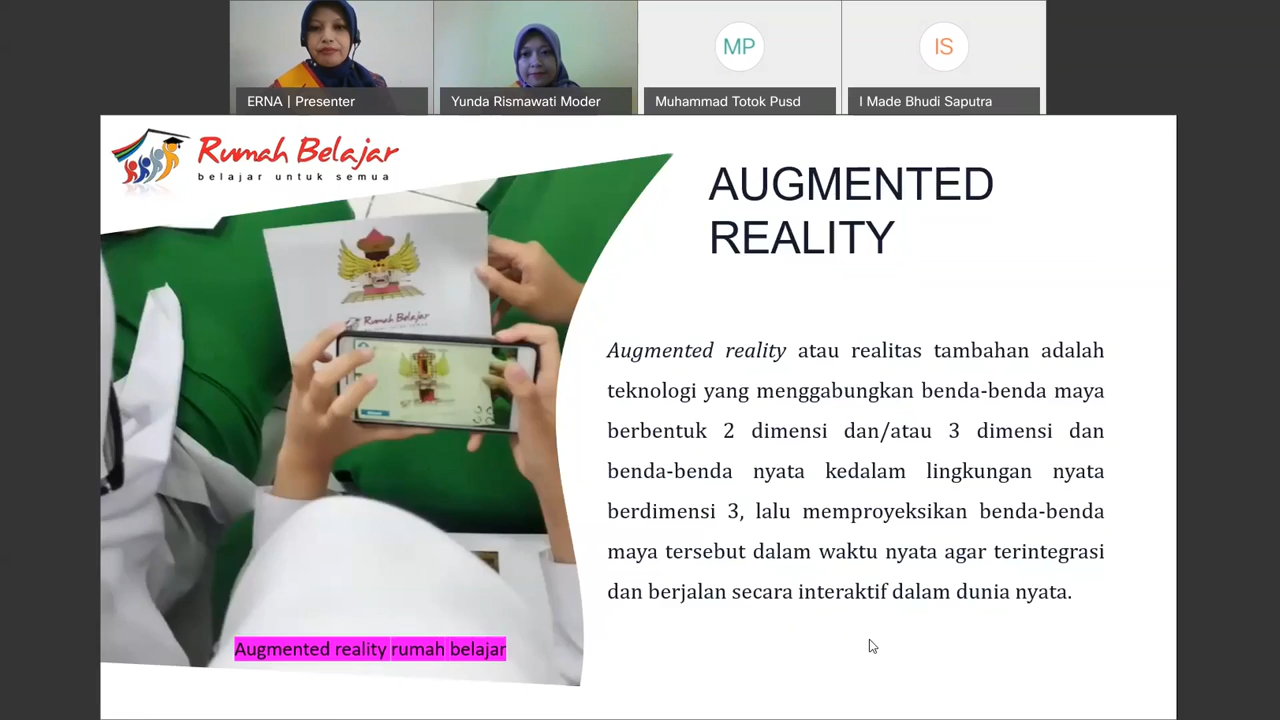 MP
IS
ERNA | Presenter
Yunda Rismawati Moder
Muhammad Totok Pusd
I Made Bhudi Saputra
Rumah Belajar
belajar untuk semua
AUGMENTED
REALITY
Rumah Belajar
Augmented reality atau realitas tambahan adalah
teknologi yang menggabungkan benda-benda maya
berbentuk 2 dimensi dan/atau 3 dimensi dan
benda-benda nyata kedalam lingkungan nyata
berdimensi 3, lalu memproyeksikan benda-benda
maya tersebut dalam waktu nyata agar terintegrasi
dan berjalan secara interaktif dalam dunia nyata.
Augmented reality rumah belajar